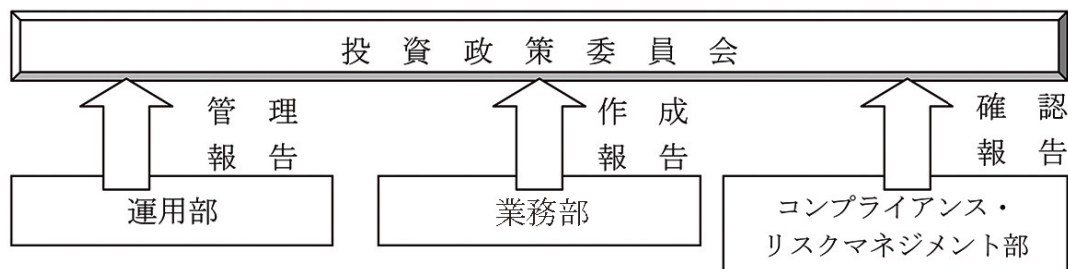 投資政策委員会
管理
報告
作成
報告
確認
報告
運用部
業務部
コンプライアンス・
リスクマネジメント部